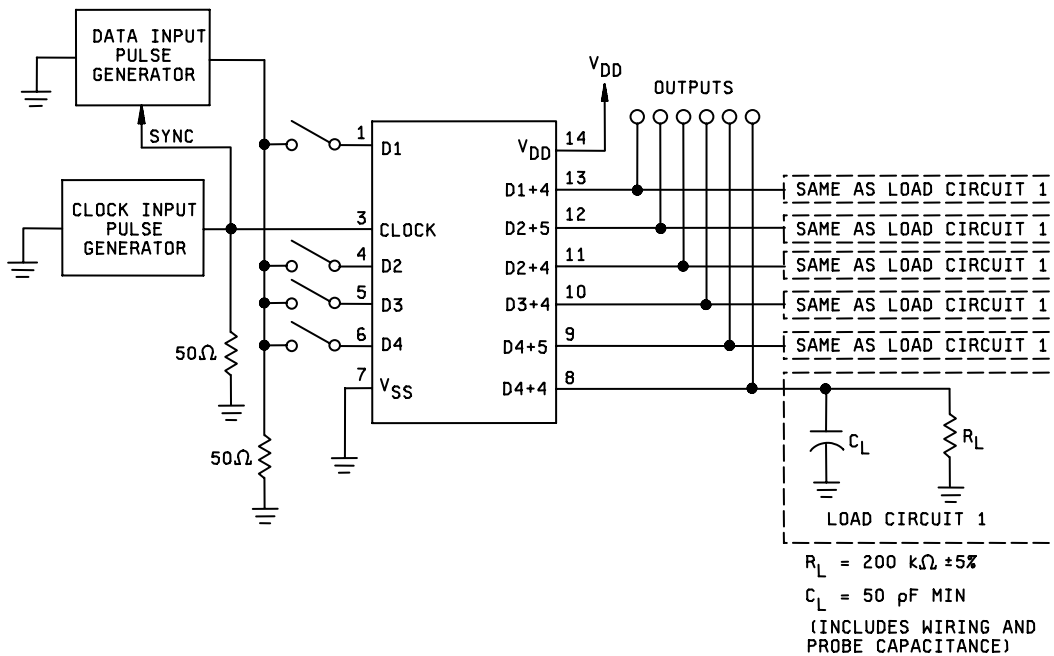 DATA INPUT
PULSE
GENERATOR
SYNC
CLOCK INPUT
PULSE
GENERATOR
50Ω
50Ω
1
D1
3
CLOCK
4
D2
5
D3
6
D4
7
VSS
VDD
OUTPUTS
14
VDD
13
D1+4
12
D2+5
11
D2+4
10
D3+4
9
D4+5
8
D4+4
SAME AS LOAD CIRCUIT 1
SAME AS LOAD CIRCUIT 1
SAME AS LOAD CIRCUIT 1
SAME AS LOAD CIRCUIT 1
SAME AS LOAD CIRCUIT 1
CL
RL
LOAD CIRCUIT 1
RL = 200 kΩ ±5%
CL = 50 pF MIN
(INCLUDES WIRING AND
PROBE CAPACITANCE)